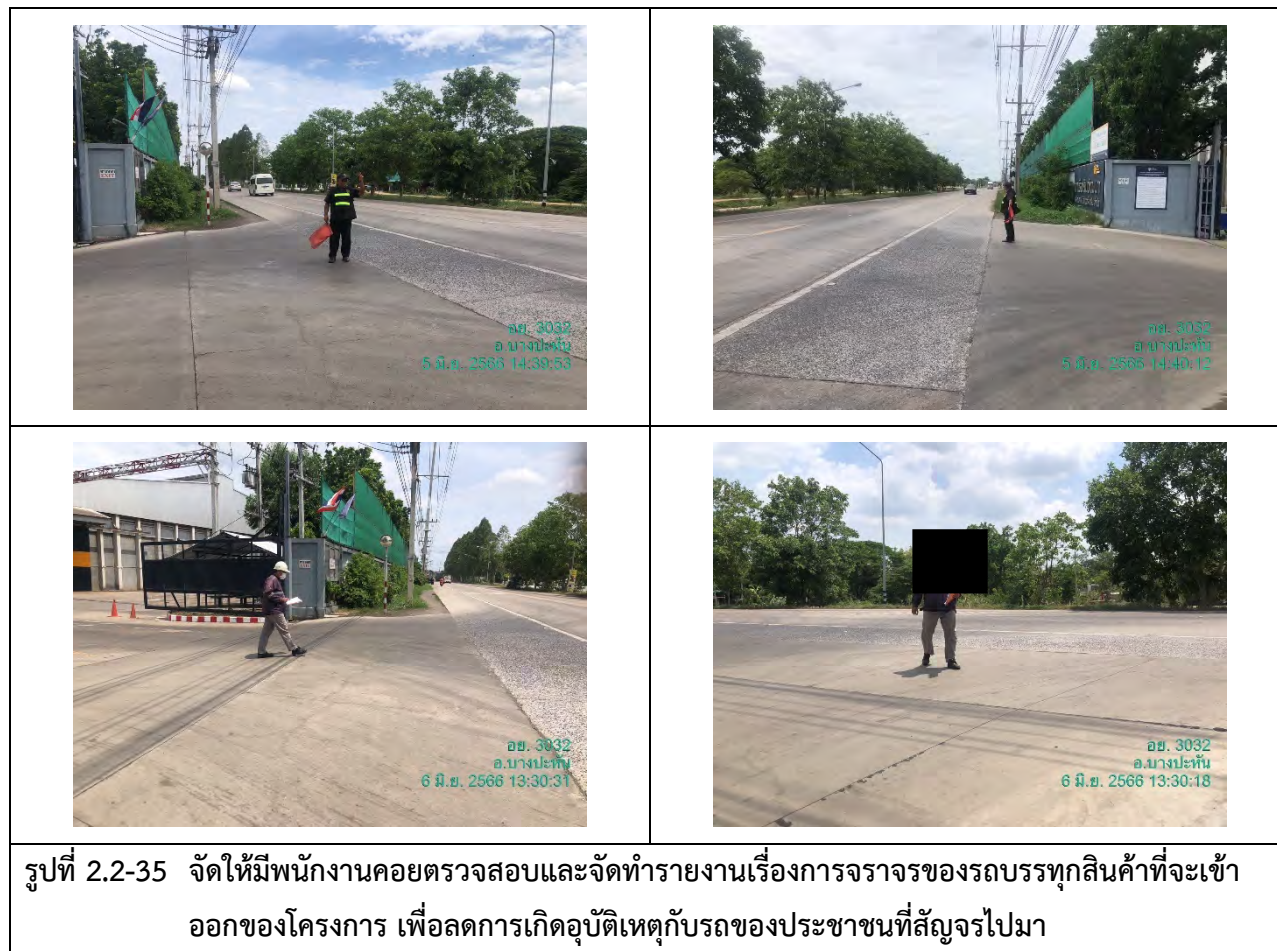 อย. 3032
อ.บางปะหัน
5 มิ.ย. 2566 14:39:53
อย. 3032
อ.บางปะหัน
5 มิ.ย. 2566 14:40:12
อย. 3032
อ.บางปะหัน
6 มิ.ย. 2566 13:30:31
อย. 3032
อ.บางปะหัน
6 มิ.ย. 2566 13:30:18
รูปที่ 2.2-35 จัดให้มีพนักงานคอยตรวจสอบและจัดทำรายงานเรื่องการจราจรของรถบรรทุกสินค้าที่จะเข้า
ออกของโครงการ เพื่อลดการเกิดอุบัติเหตุกับรถของประชาชนที่สัญจรไปมา